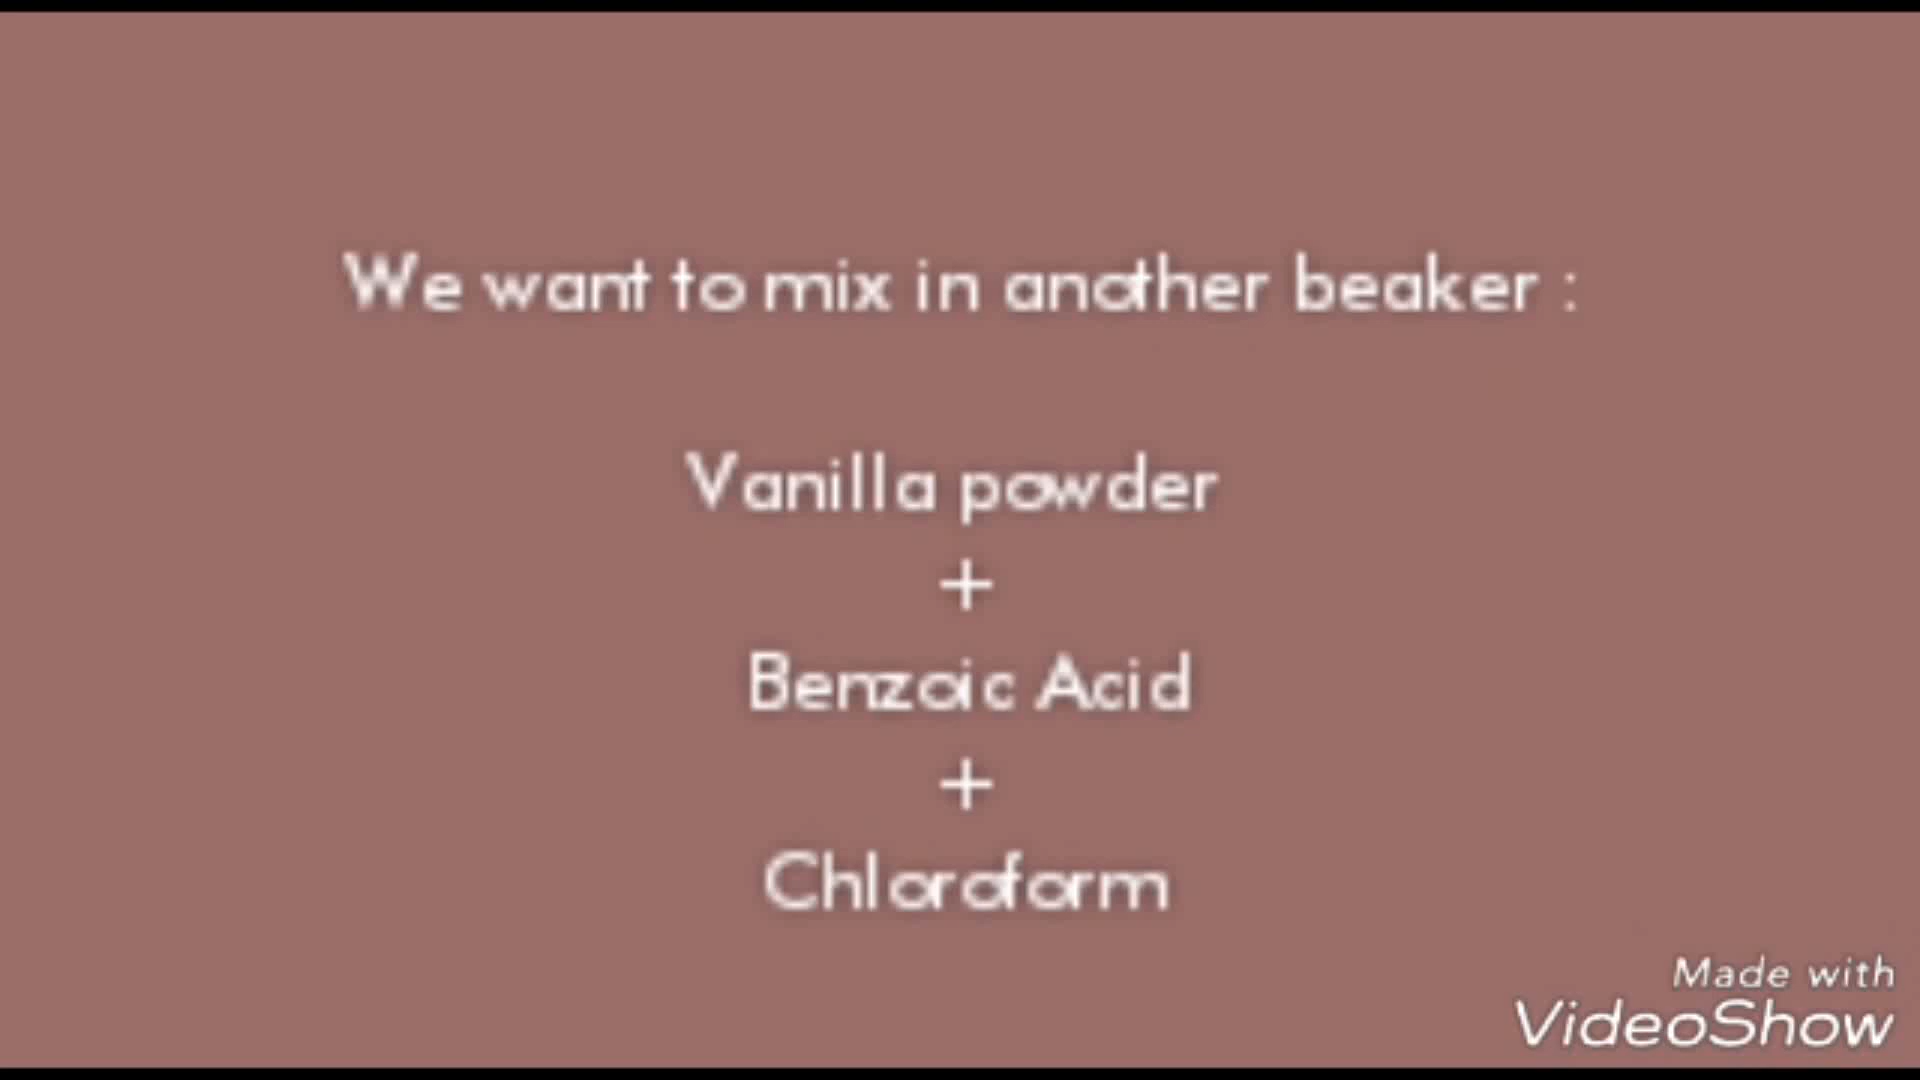 We want to mix in another beaker :
Vanilla powder
+
Benzoic Acid
+
Chloroform
Made with
VideoShow